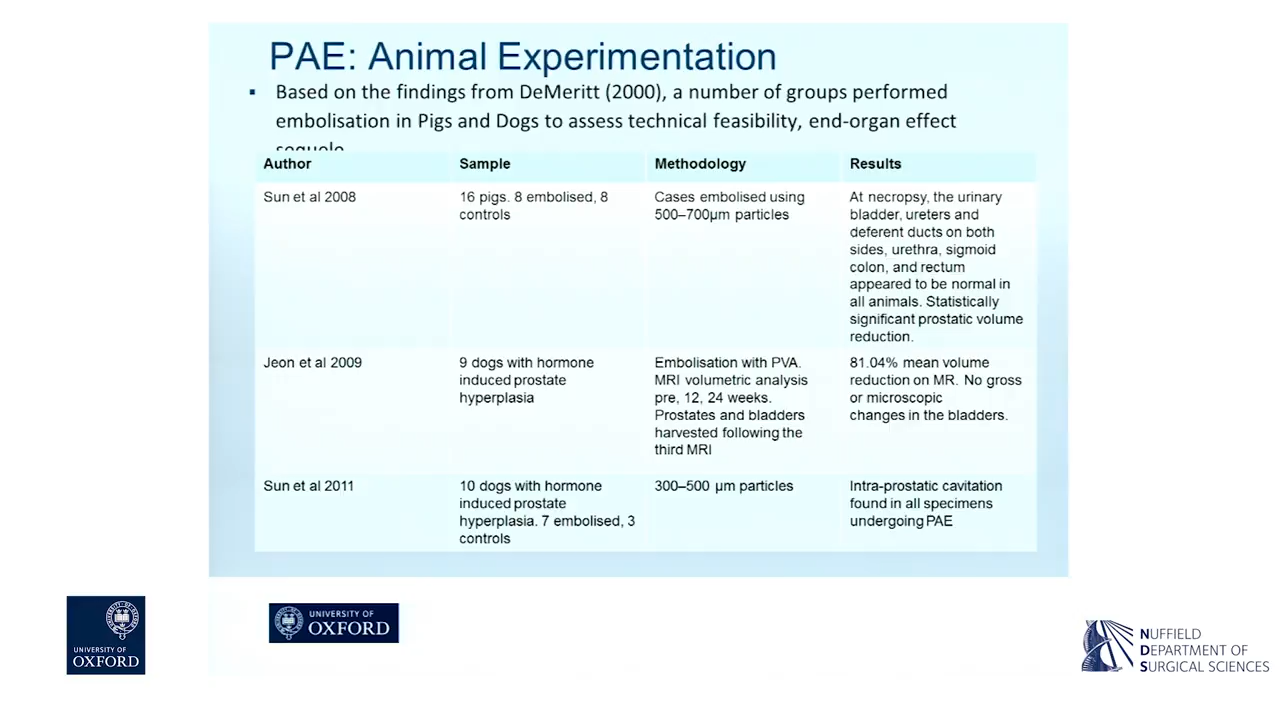 PAE: Animal Experimentation
▪ Based on the findings from DeMeritt (2000), a number of groups performed
embolisation in Pigs and Dogs to assess technical feasibility, end-organ effect
sequelo
Author Sample Methodology Results
Sun et al 2008
16 pigs. 8 embolised, 8
controls
Cases embolised using
500–700µm particles
At necropsy, the urinary
bladder, ureters and
deferent ducts on both
sides, urethra, sigmoid
colon, and rectum
appeared to be normal in
all animals. Statistically
significant prostatic volume
reduction.
Jeon et al 2009
9 dogs with hormone
induced prostate
hyperplasia
Embolisation with PVA.
MRI volumetric analysis
pre, 12, 24 weeks.
Prostates and bladders
harvested following the
third MRI
81.04% mean volume
reduction on MR. No gross
or microscopic
changes in the bladders.
Sun et al 2011
10 dogs with hormone
induced prostate
hyperplasia. 7 embolised, 3
controls
300–500 µm particles
Intra-prostatic cavitation
found in all specimens
undergoing PAE
UNIVERSITY OF
OXFORD
UNIVERSITY OF
OXFORD
NUFFIELD
DEPARTMENT OF
SURGICAL SCIENCES